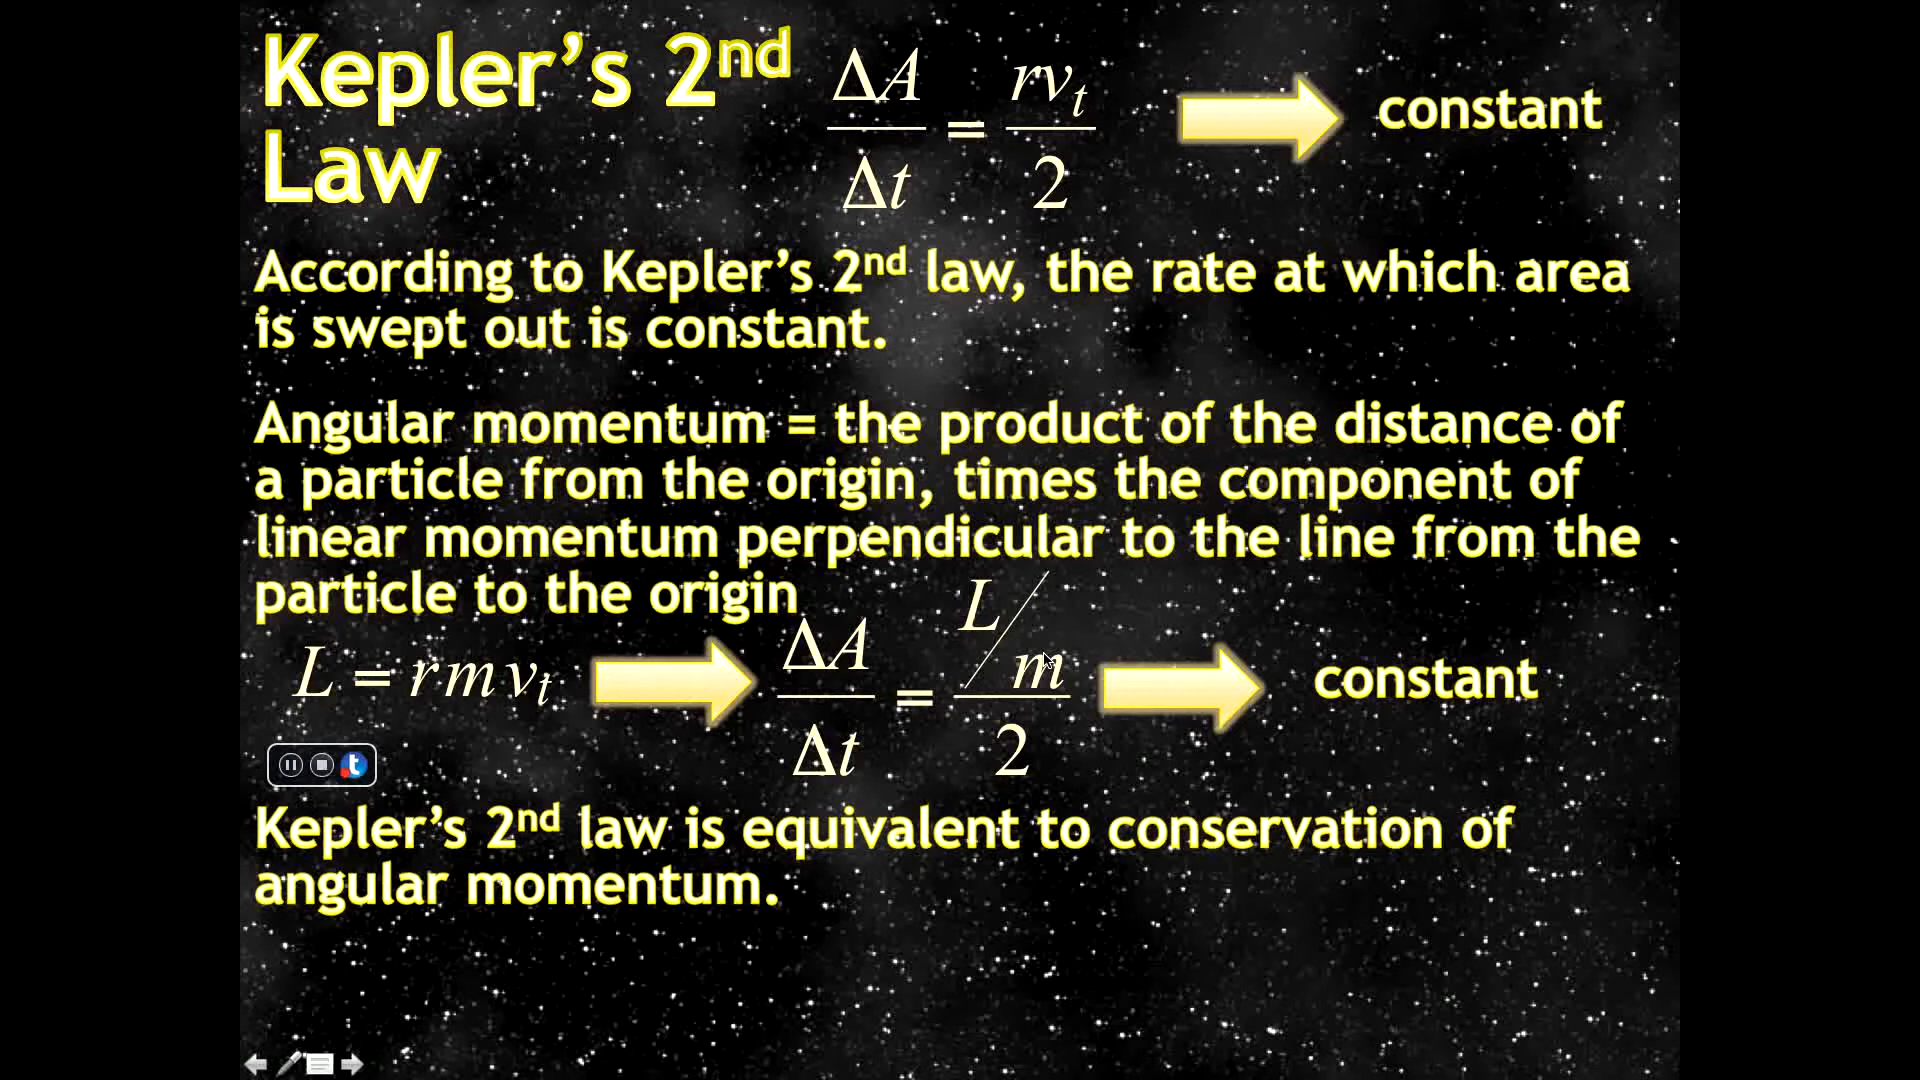 Kepler’s 2nd
Law
ΔA/Δt = rvt/2
constant
According to Kepler’s 2nd law, the rate at which area
is swept out is constant.
Angular momentum = the product of the distance of
a particle from the origin, times the component of
linear momentum perpendicular to the line from the
particle to the origin
L = r m vt
ΔA/Δt = (L/m)/2
constant
t
Kepler’s 2nd law is equivalent to conservation of
angular momentum.